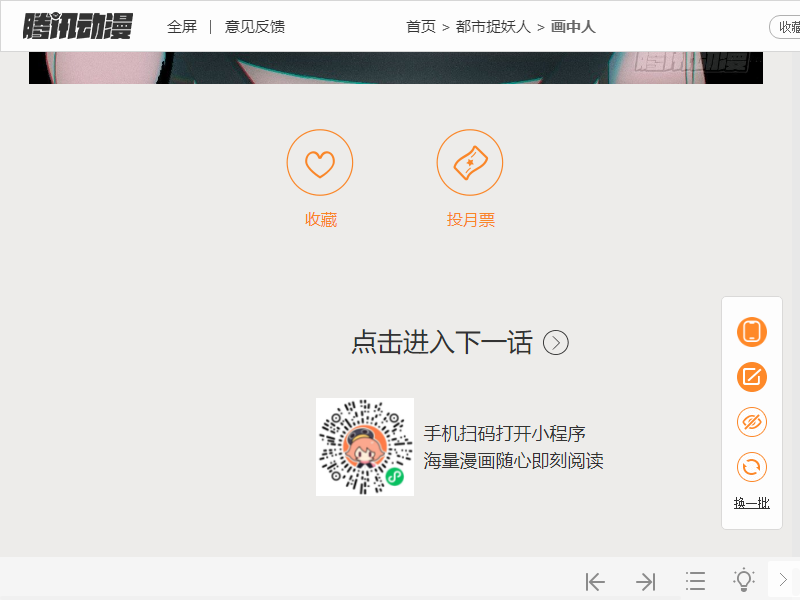 腾讯动漫 全屏 | 意见反馈 首页 > 都市捉妖人 > 画中人 收藏
腾讯动漫
收藏 投月票
点击进入下一话
手机扫码打开小程序
海量漫画随心即刻阅读
换一批